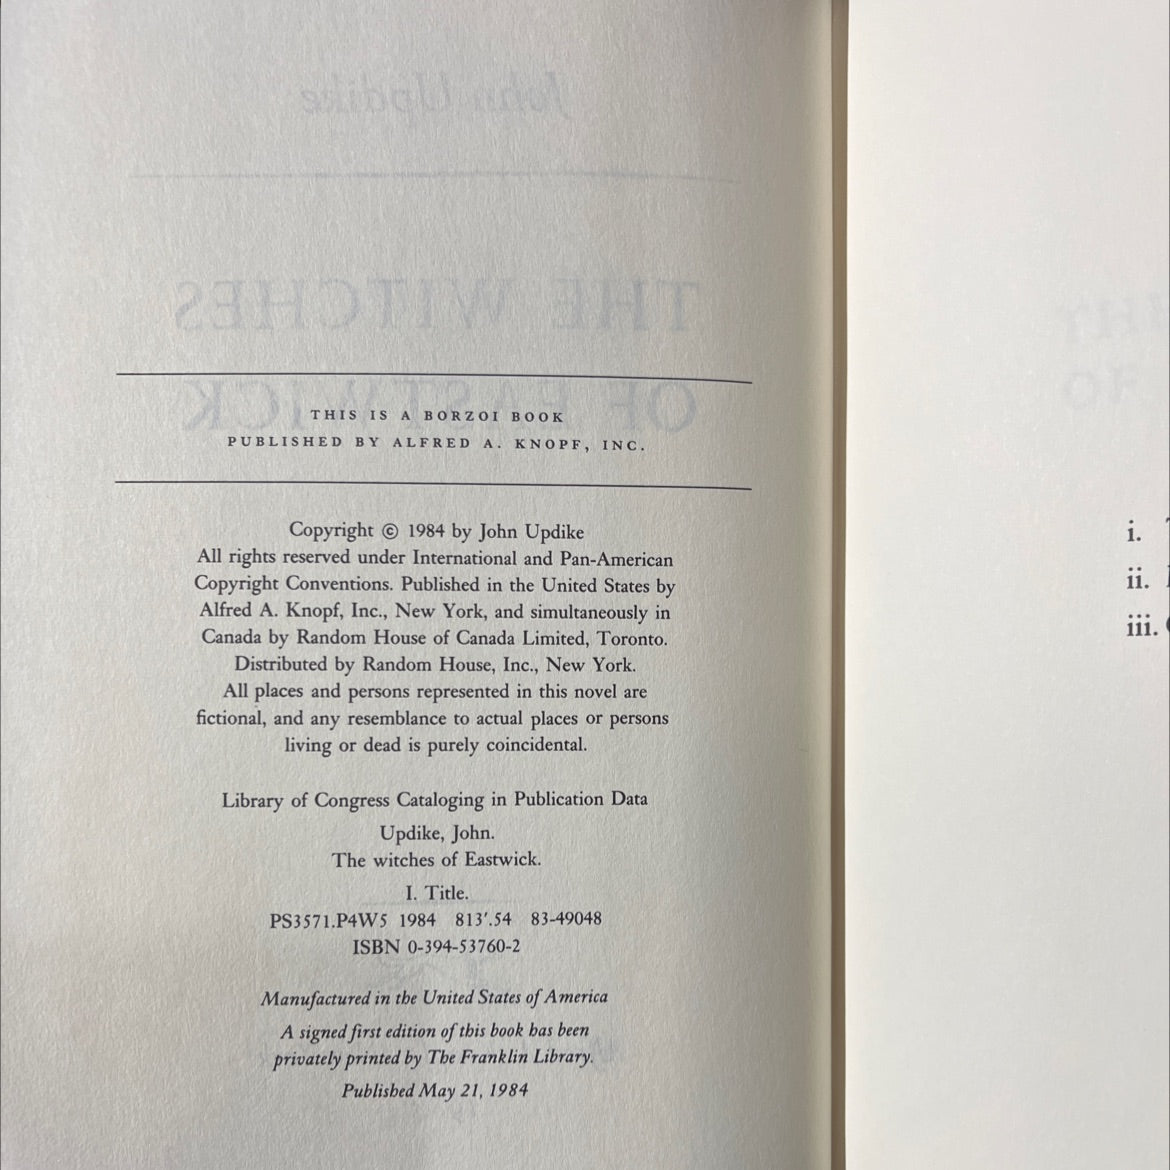 John Updike
THE WITCHES
OF EASTWICK
THIS IS A BORZOI BOOK
PUBLISHED BY ALFRED A. KNOPF, INC.
Copyright © 1984 by John Updike
All rights reserved under International and Pan-American
Copyright Conventions. Published in the United States by
Alfred A. Knopf, Inc., New York, and simultaneously in
Canada by Random House of Canada Limited, Toronto.
Distributed by Random House, Inc., New York.
All places and persons represented in this novel are
fictional, and any resemblance to actual places or persons
living or dead is purely coincidental.
Library of Congress Cataloging in Publication Data
Updike, John.
The witches of Eastwick.
I. Title.
PS3571.P4W5 1984 813'.54 83-49048
ISBN 0-394-53760-2
Manufactured in the United States of America
A signed first edition of this book has been
privately printed by The Franklin Library.
Published May 21, 1984
i.
ii.
iii.